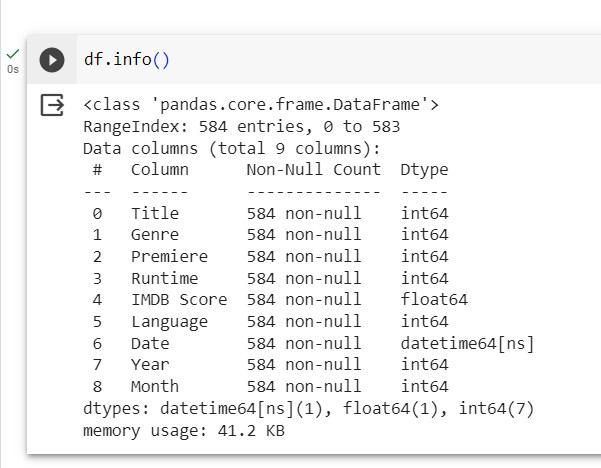 df.info()
0s
<class 'pandas.core.frame.DataFrame'>
RangeIndex: 584 entries, 0 to 583
Data columns (total 9 columns):
 #   Column      Non-Null Count  Dtype
---  ------      --------------  -----
 0   Title       584 non-null    int64
 1   Genre       584 non-null    int64
 2   Premiere    584 non-null    int64
 3   Runtime     584 non-null    int64
 4   IMDB Score  584 non-null    float64
 5   Language    584 non-null    int64
 6   Date        584 non-null    datetime64[ns]
 7   Year        584 non-null    int64
 8   Month       584 non-null    int64
dtypes: datetime64[ns](1), float64(1), int64(7)
memory usage: 41.2 KB